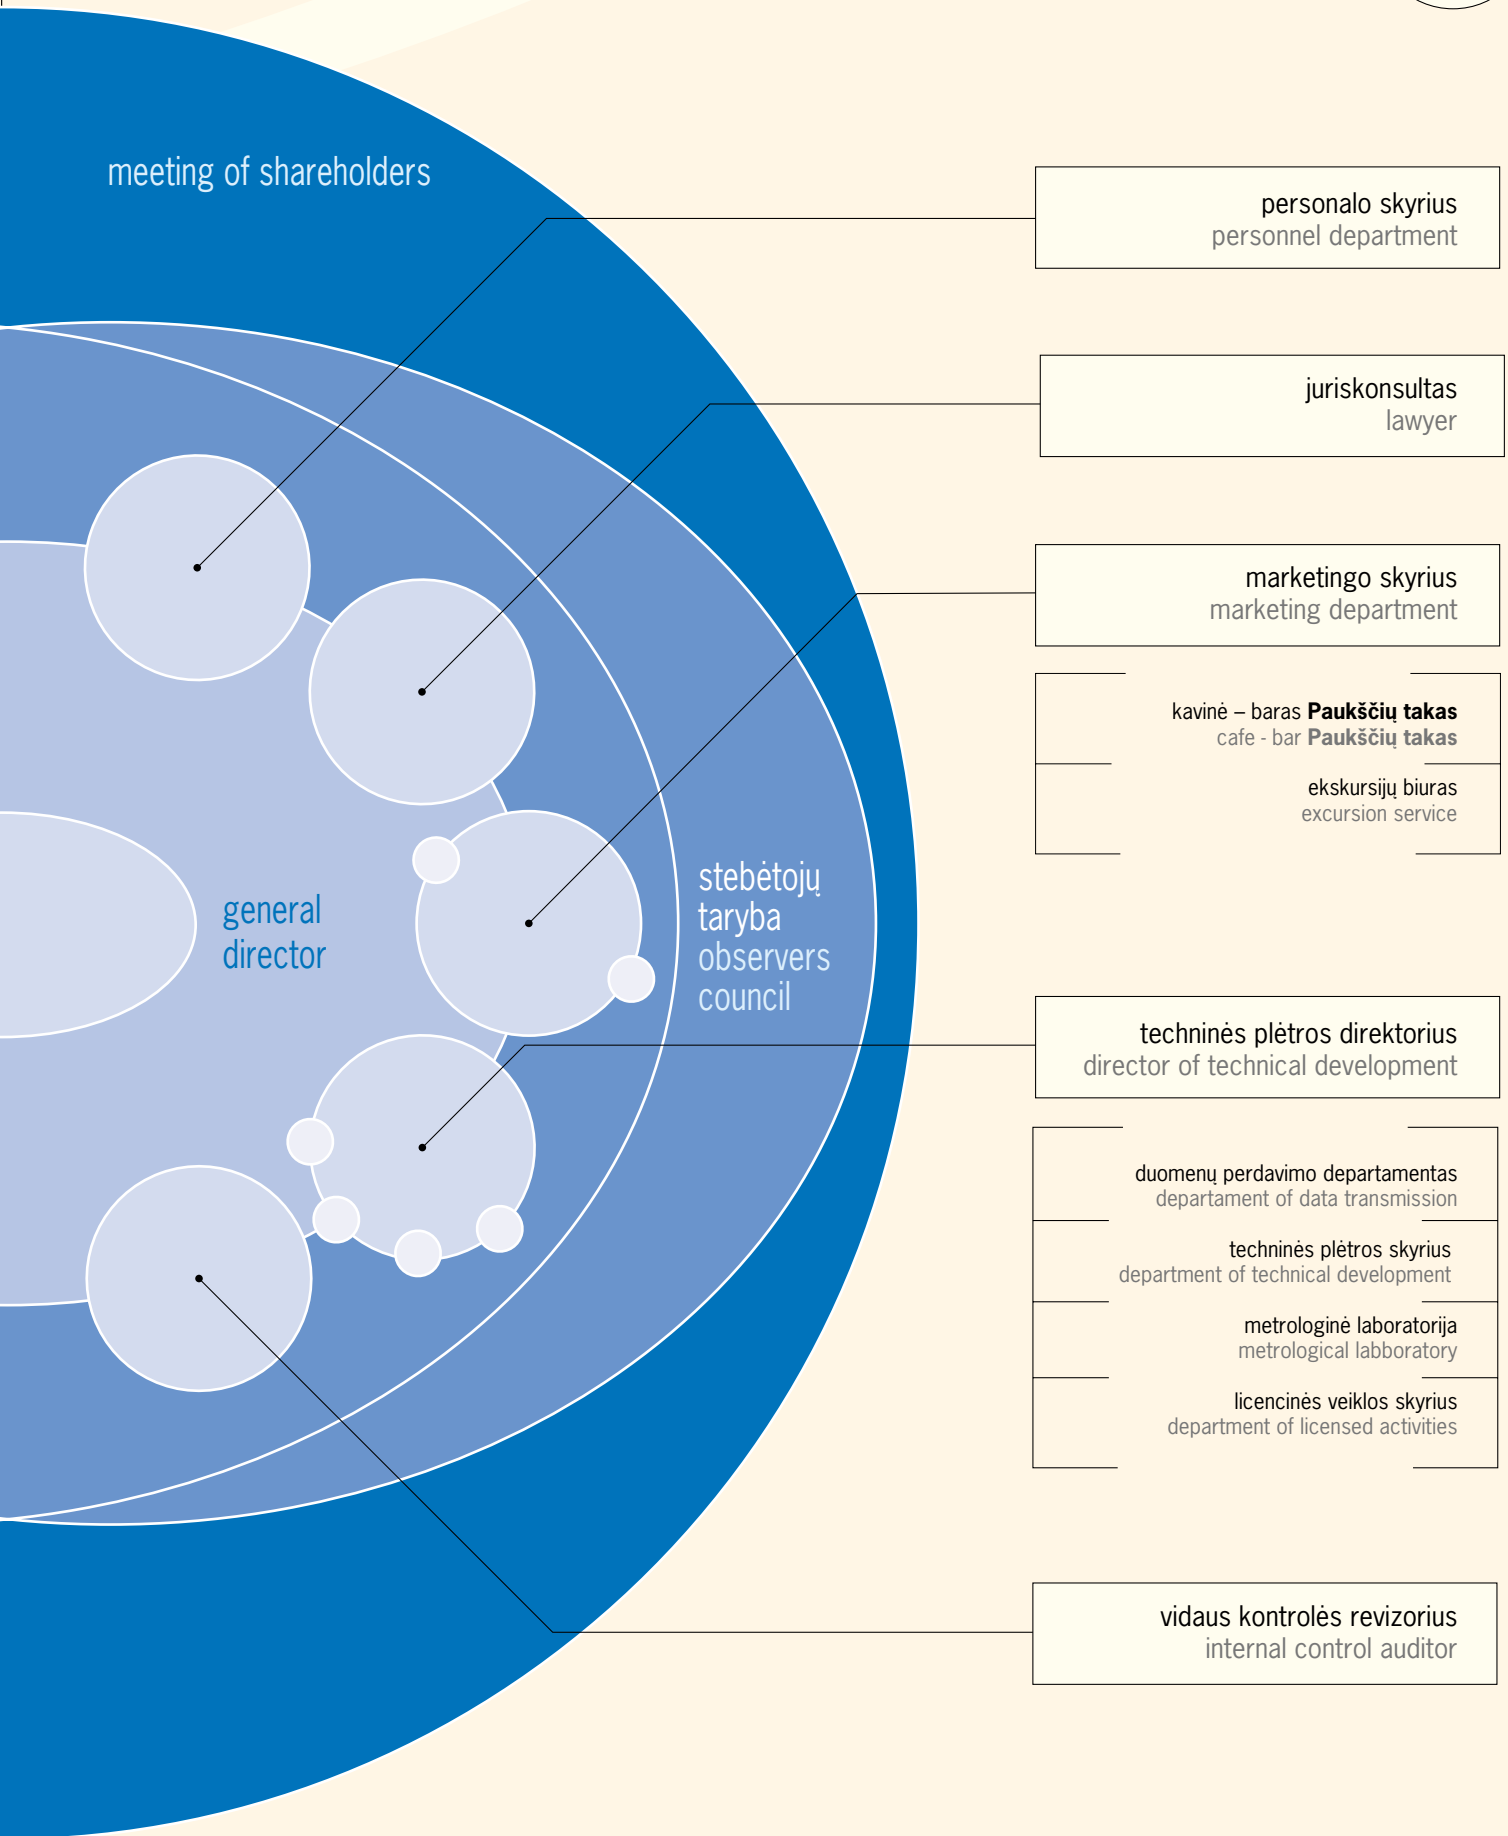 meeting of shareholders
personalo skyrius
personnel department
juriskonsultas
lawyer
marketingo skyrius
marketing department
kavinė – baras Paukščių takas
cafe - bar Paukščių takas
ekskursijų biuras
excursion service
general
director
stebėtojų
taryba
observers
council
techninės plėtros direktorius
director of technical development
duomenų perdavimo departamentas
departament of data transmission
techninės plėtros skyrius
department of technical development
metrologinė laboratorija
metrological labboratory
licencinės veiklos skyrius
department of licensed activities
vidaus kontrolės revizorius
internal control auditor